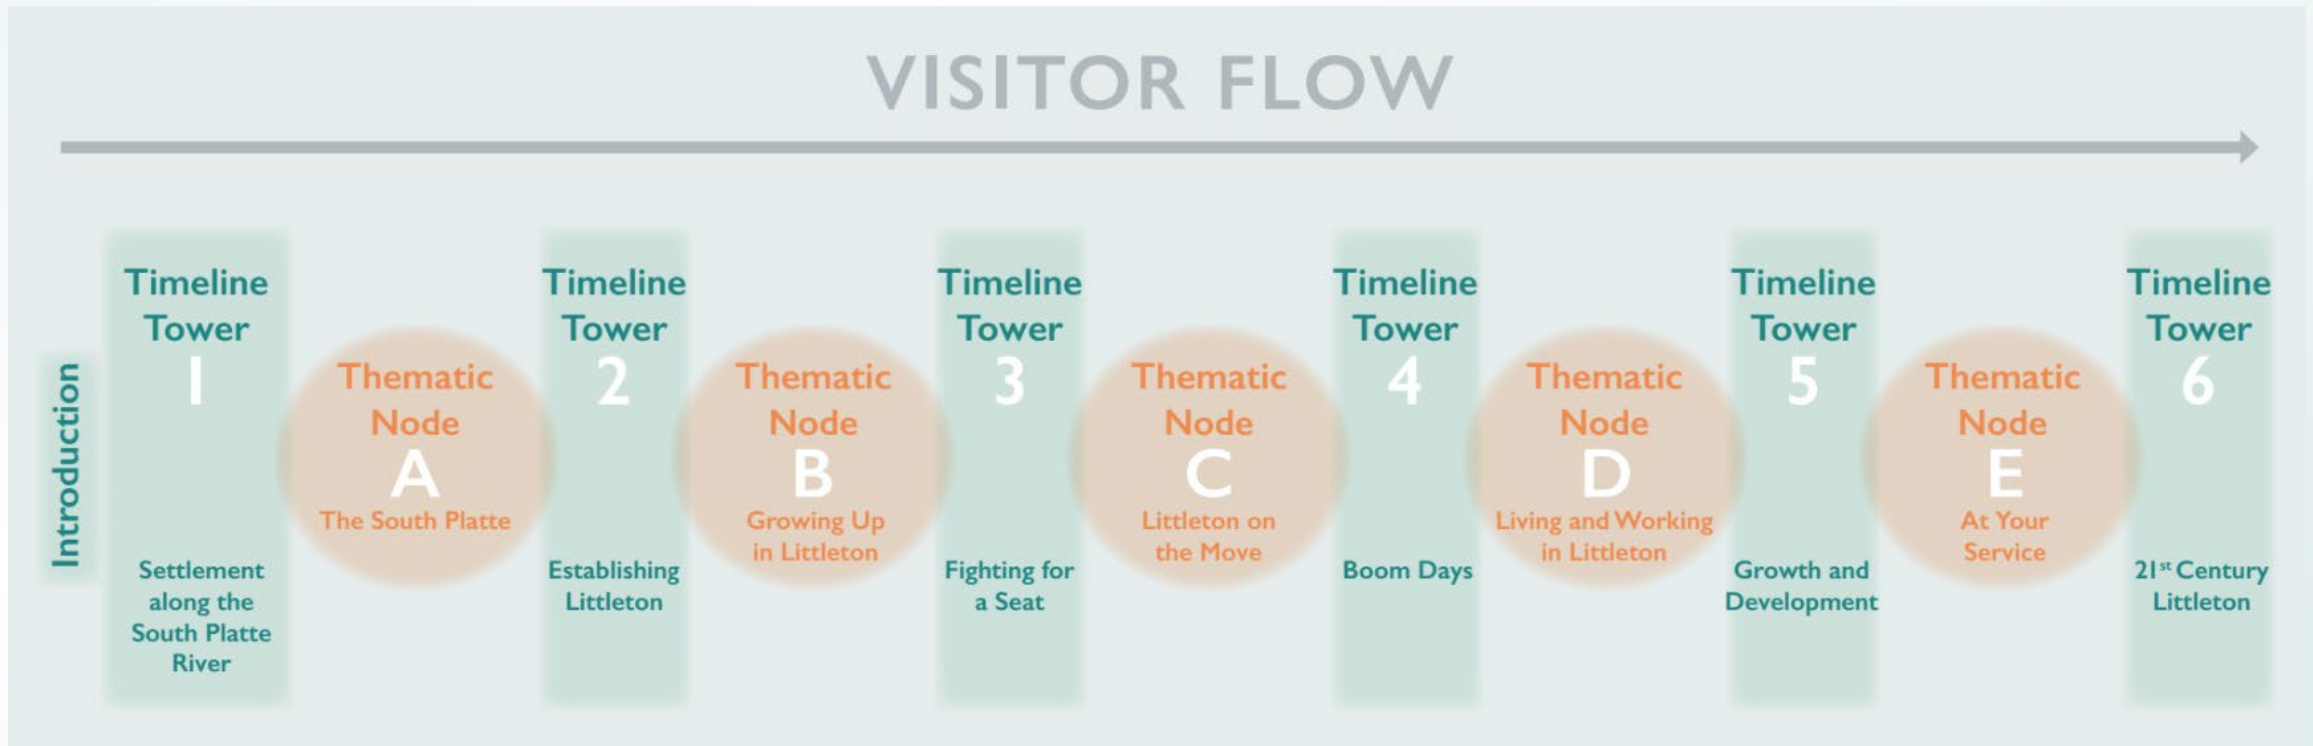 VISITOR FLOW
Introduction
Timeline
Tower
1
Settlement
along the
South Platte
River
Thematic
Node
A
The South Platte
Timeline
Tower
2
Establishing
Littleton
Thematic
Node
B
Growing Up
in Littleton
Timeline
Tower
3
Fighting for
a Seat
Thematic
Node
C
Littleton on
the Move
Timeline
Tower
4
Boom Days
Thematic
Node
D
Living and Working
in Littleton
Timeline
Tower
5
Growth and
Development
Thematic
Node
E
At Your
Service
Timeline
Tower
6
21st Century
Littleton